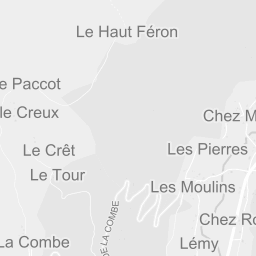 Le Haut Féron
e Paccot
le Creux
Chez M
Le Crêt
Les Pierres
Le Tour
Les Moulins
DE LA COMBE
Chez Ro
La Combe
Lémy